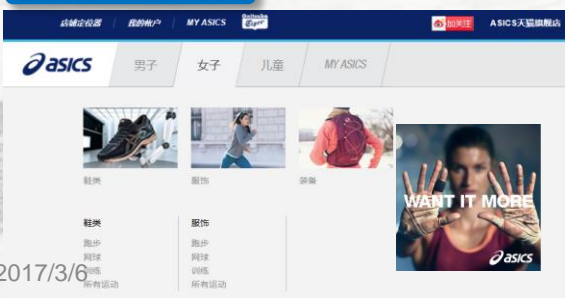 店铺定位器 我的帐户 MY ASICS Onitsuka Tiger 加关注 ASICS天猫旗舰店
asics 男子 女子 儿童 MY ASICS
鞋类 服饰 装备
WANT IT MORE
asics
鞋类 服饰
跑步 跑步
网球 网球
训练 训练
所有运动 所有运动
2017/3/6